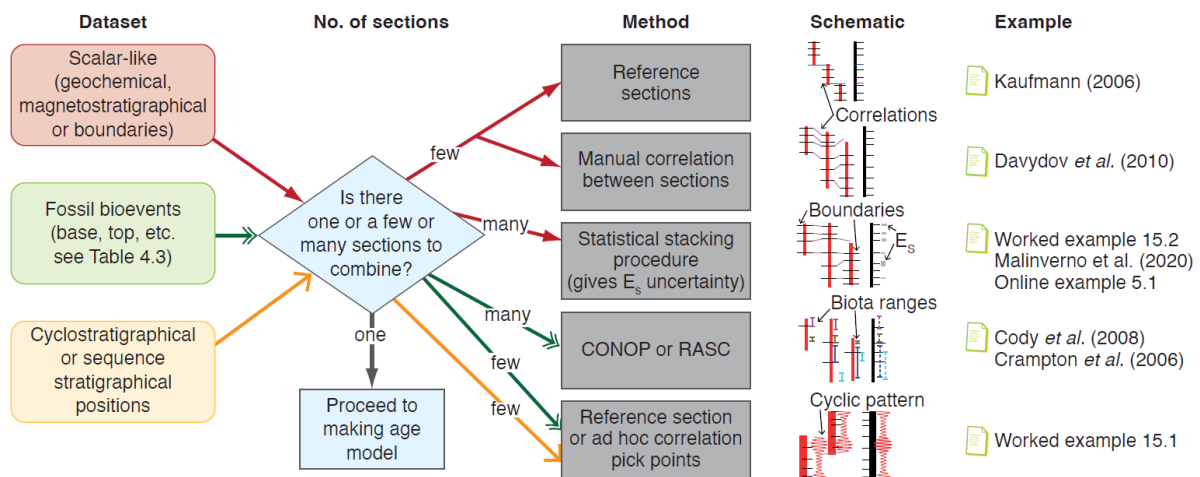 Dataset
No. of sections
Method
Schematic
Example
Scalar-like
(geochemical,
magnetostratigraphical
or boundaries)
Fossil bioevents
(base, top, etc.
see Table 4.3)
Cyclostratigraphical
or sequence
stratigraphical
positions
Is there
one or a few or
many sections to
combine?
few
many
many
few
few
one
Proceed to
making age
model
Reference
sections
Manual correlation
between sections
Statistical stacking
procedure
(gives Es uncertainty)
CONOP or RASC
Reference section
or ad hoc correlation
pick points
Correlations
Boundaries
Es
Biota ranges
Cyclic pattern
Kaufmann (2006)
Davydov et al. (2010)
Worked example 15.2
Malinverno et al. (2020)
Online example 5.1
Cody et al. (2008)
Crampton et al. (2006)
Worked example 15.1